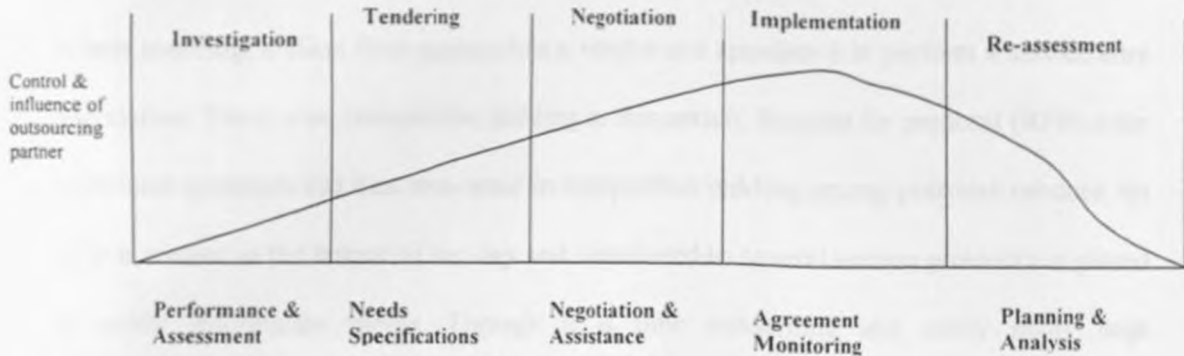 Investigation
Tendering
Negotiation
Implementation
Re-assessment
Control &
influence of
outsourcing
partner
Performance &
Assessment
Needs
Specifications
Negotiation &
Assistance
Agreement
Monitoring
Planning &
Analysis